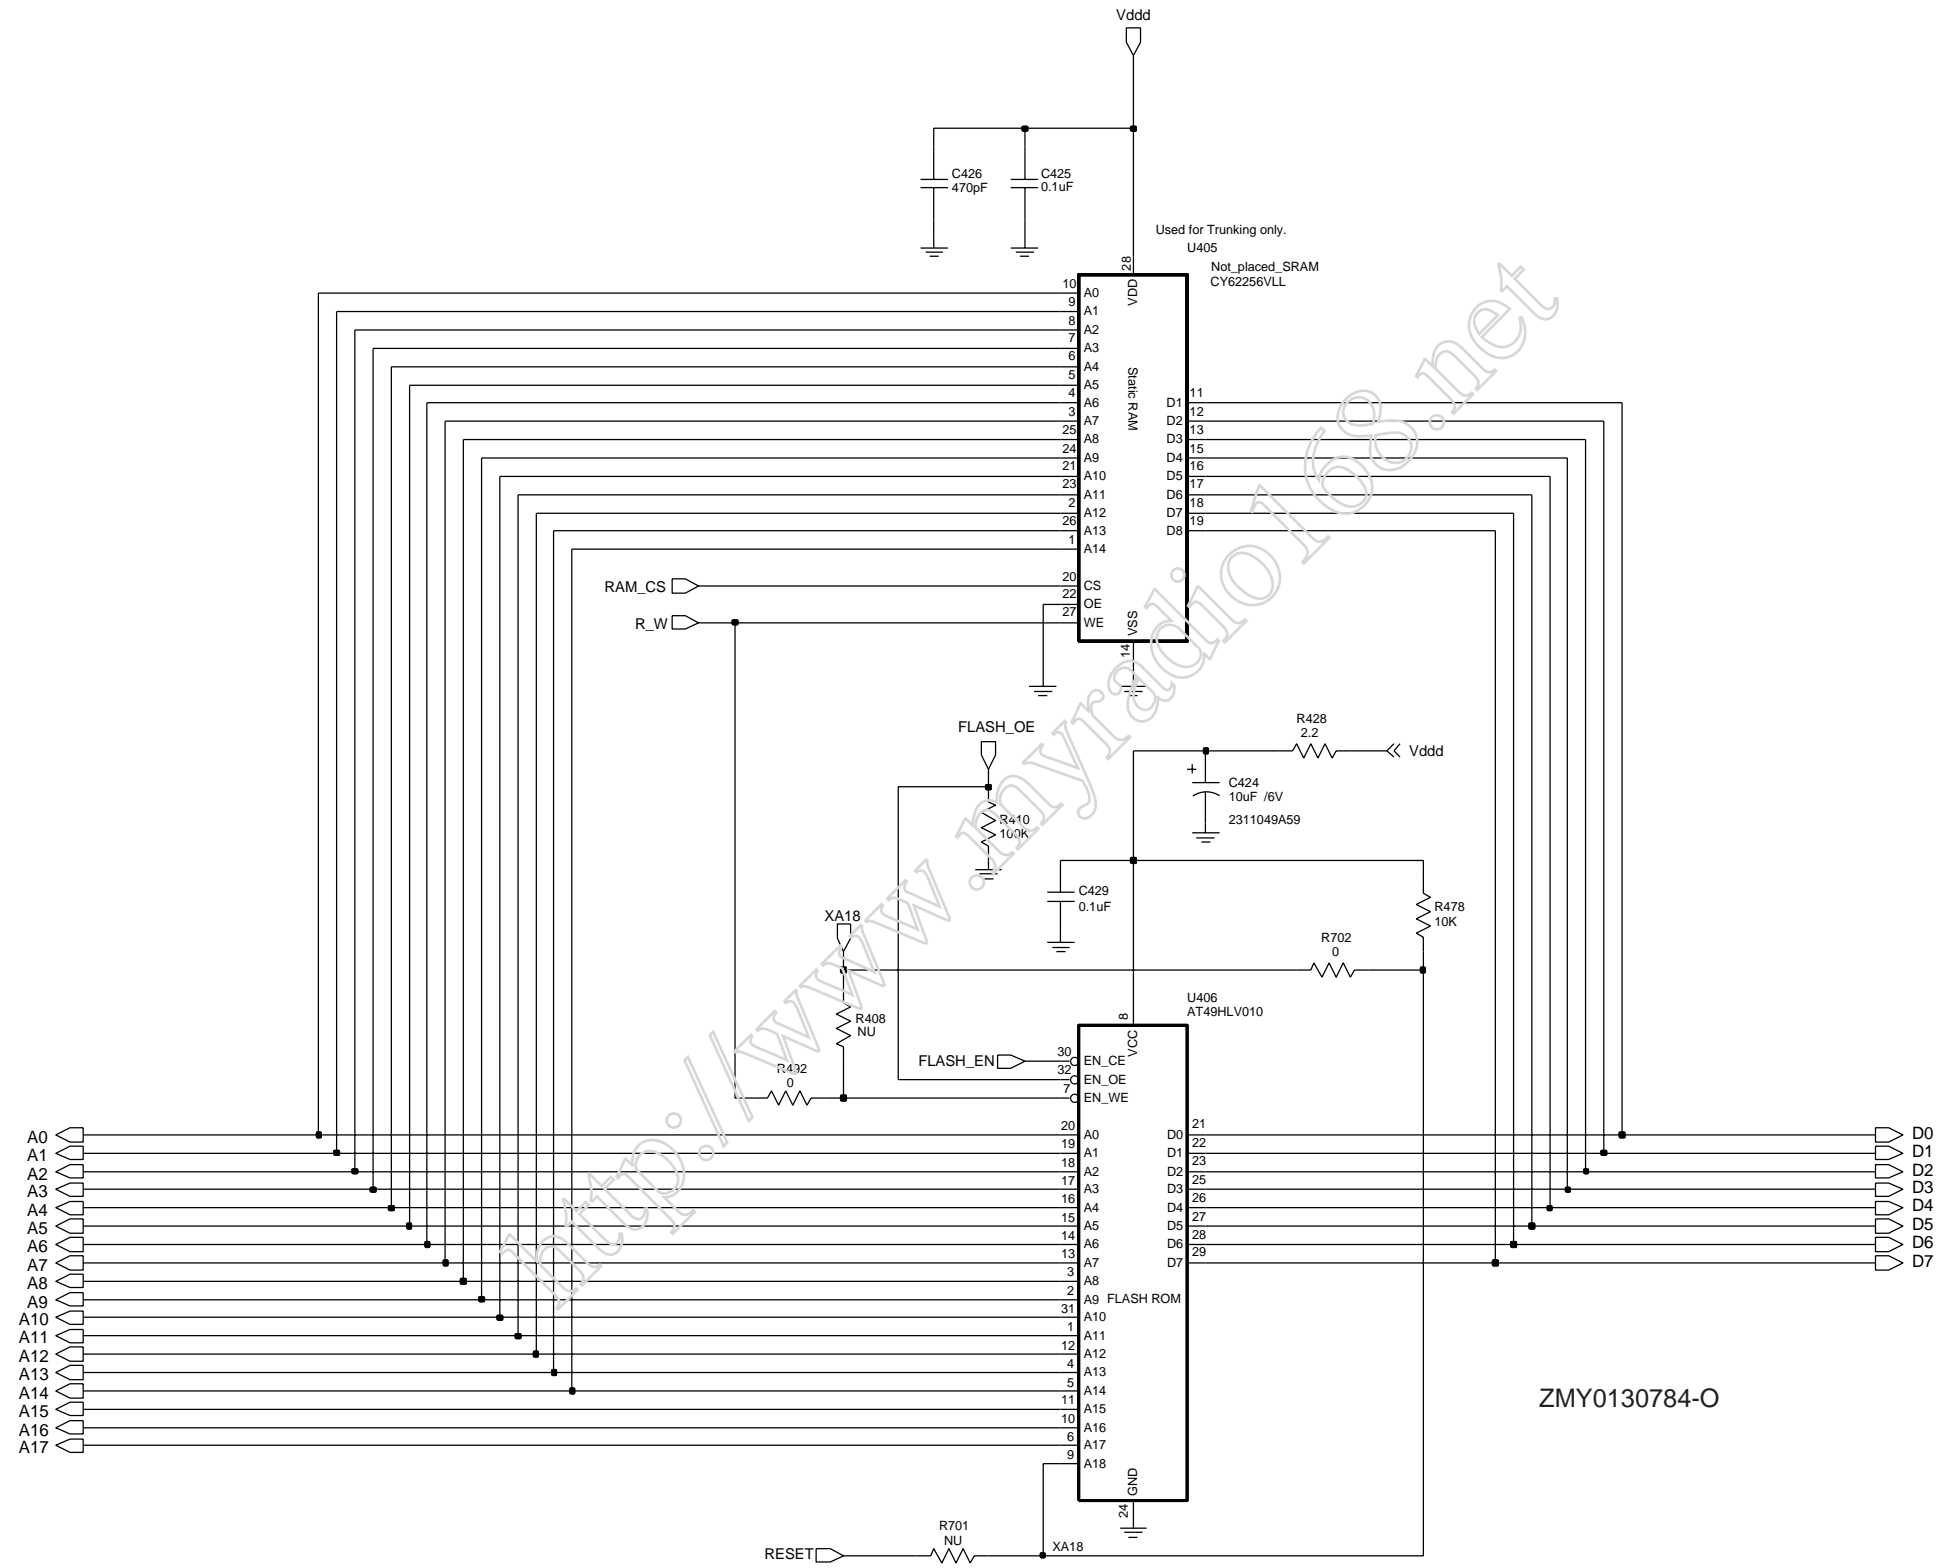 Vddd
C426
470pF
C425
0.1uF
Used for Trunking only.
U405
Not_placed_SRAM
CY62256VLL
28
VDD
10 A0
9 A1
8 A2
7 A3
6 A4
5 A5
4 A6
3 A7
25 A8
24 A9
21 A10
23 A11
2 A12
26 A13
1 A14
Static RAM
D1 11
D2 12
D3 13
D4 15
D5 16
D6 17
D7 18
D8 19
RAM_CS
20 CS
22 OE
R_W
27 WE
VSS
14
FLASH_OE
R428
2.2
Vddd
+
C424
10uF /6V
2311049A59
R410
100K
C429
0.1uF
R478
10K
XA18
R702
0
R408
NU
U406
AT49HLV010
8
VCC
FLASH_EN
30 EN_CE
32 EN_OE
7 EN_WE
R492
0
A0 20 A0 D0 21 D0
A1 19 A1 D1 22 D1
A2 18 A2 D2 23 D2
A3 17 A3 D3 25 D3
A4 16 A4 D4 26 D4
A5 15 A5 D5 27 D5
A6 14 A6 D6 28 D6
A7 13 A7 D7 29 D7
A8 3 A8
A9 2 A9 FLASH ROM
A10 31 A10
A11 1 A11
A12 12 A12
A13 4 A13
A14 5 A14
A15 11 A15
A16 10 A16
A17 6 A17
9 A18
GND
24
ZMY0130784-O
R701
NU
RESET
XA18
http://www.myradio168.net